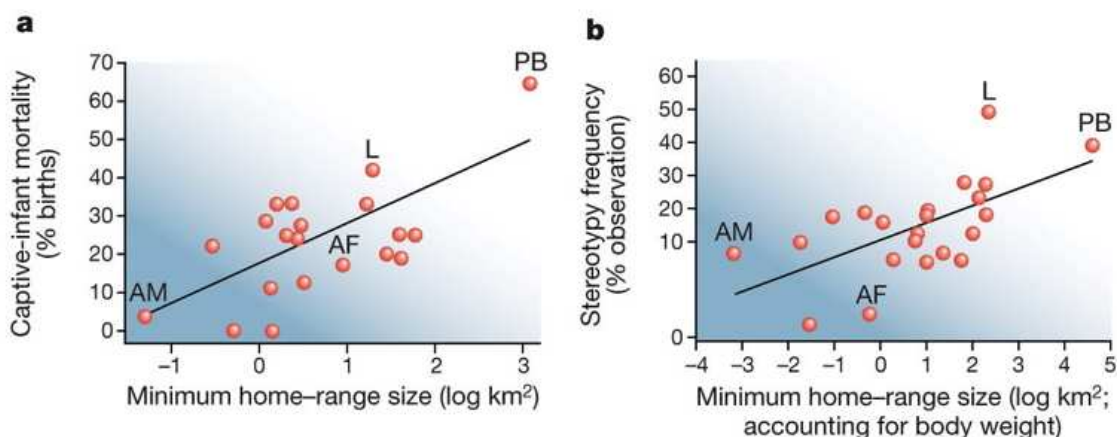 a
70
60
50
40
30
20
10
0
Captive-infant mortality
(% births)
PB
L
AF
AM
–1
0
1
2
3
Minimum home–range size (log km²)
b
60
50
40
30
20
10
0
Stereotypy frequency
(% observation)
L
PB
AM
AF
–4
–3
–2
–1
0
1
2
3
4
5
Minimum home–range size (log km²;
accounting for body weight)